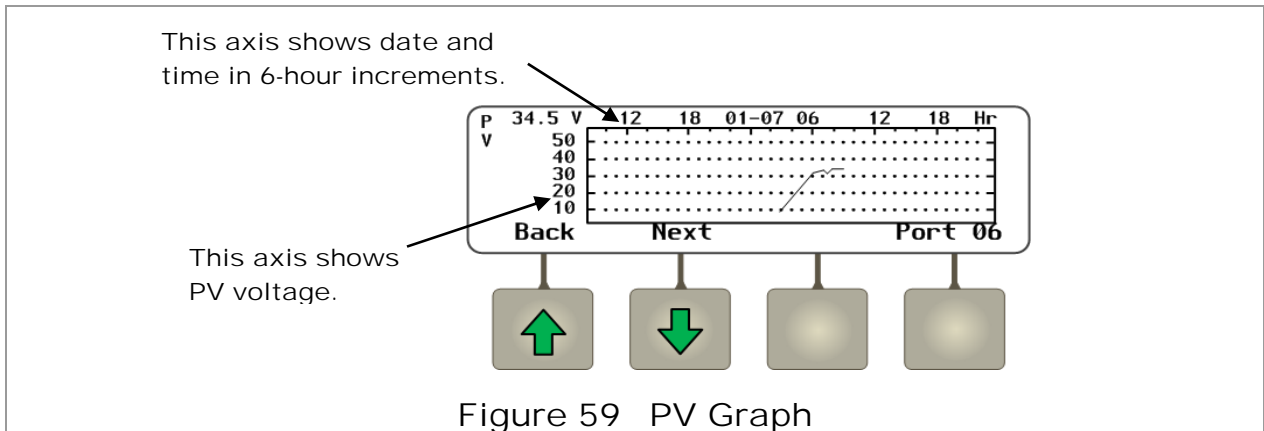 This axis shows date and
time in 6-hour increments.
P 34.5 V 12 18 01-07 06 12 18 Hr
V
50
40
30
20
10
Back Next Port 06
This axis shows
PV voltage.
Figure 59 PV Graph